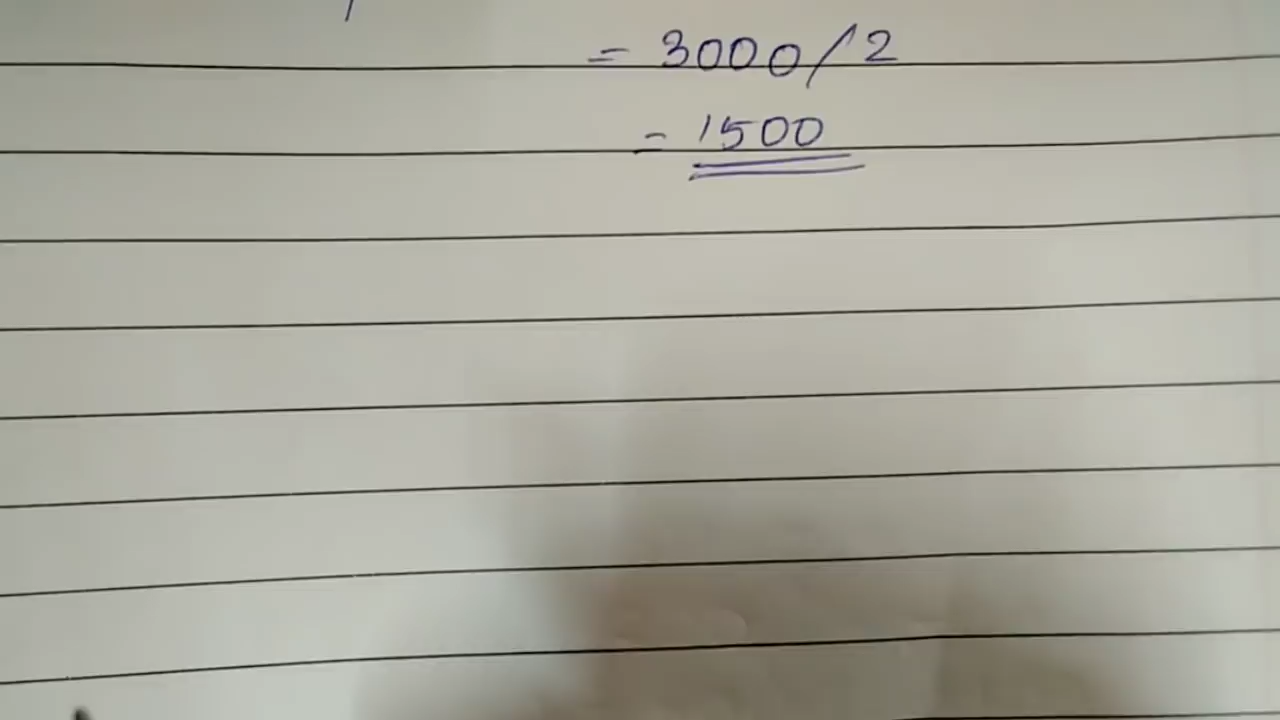 = 3000/2
= 1500